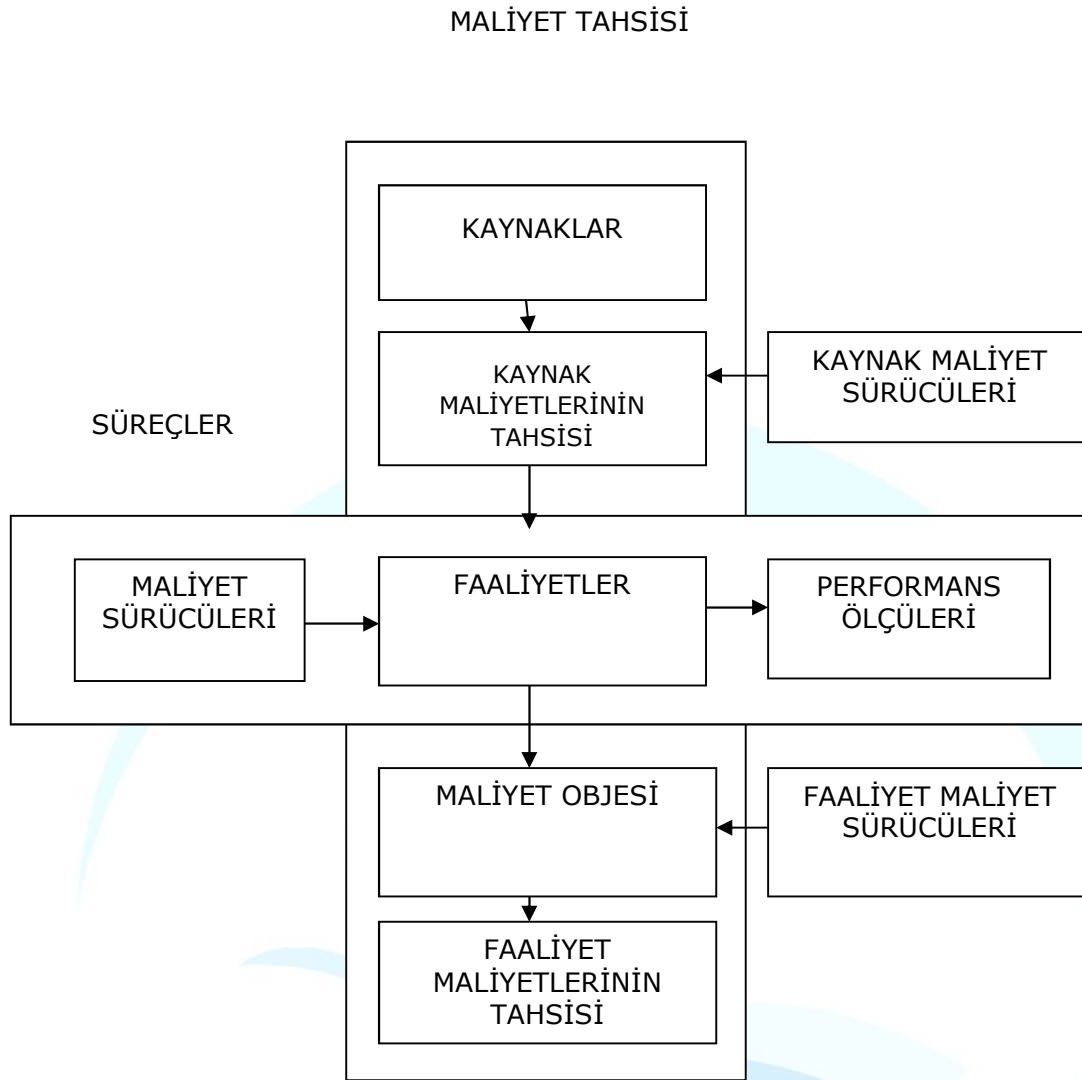 MALİYET TAHSİSİ
KAYNAKLAR
KAYNAK
MALİYETLERİNİN
TAHSİSİ
KAYNAK MALİYET
SÜRÜCÜLERİ
SÜREÇLER
MALİYET
SÜRÜCÜLERİ
FAALİYETLER
PERFORMANS
ÖLÇÜLERİ
MALİYET OBJESİ
FAALİYET MALİYET
SÜRÜCÜLERİ
FAALİYET
MALİYETLERİNİN
TAHSİSİ